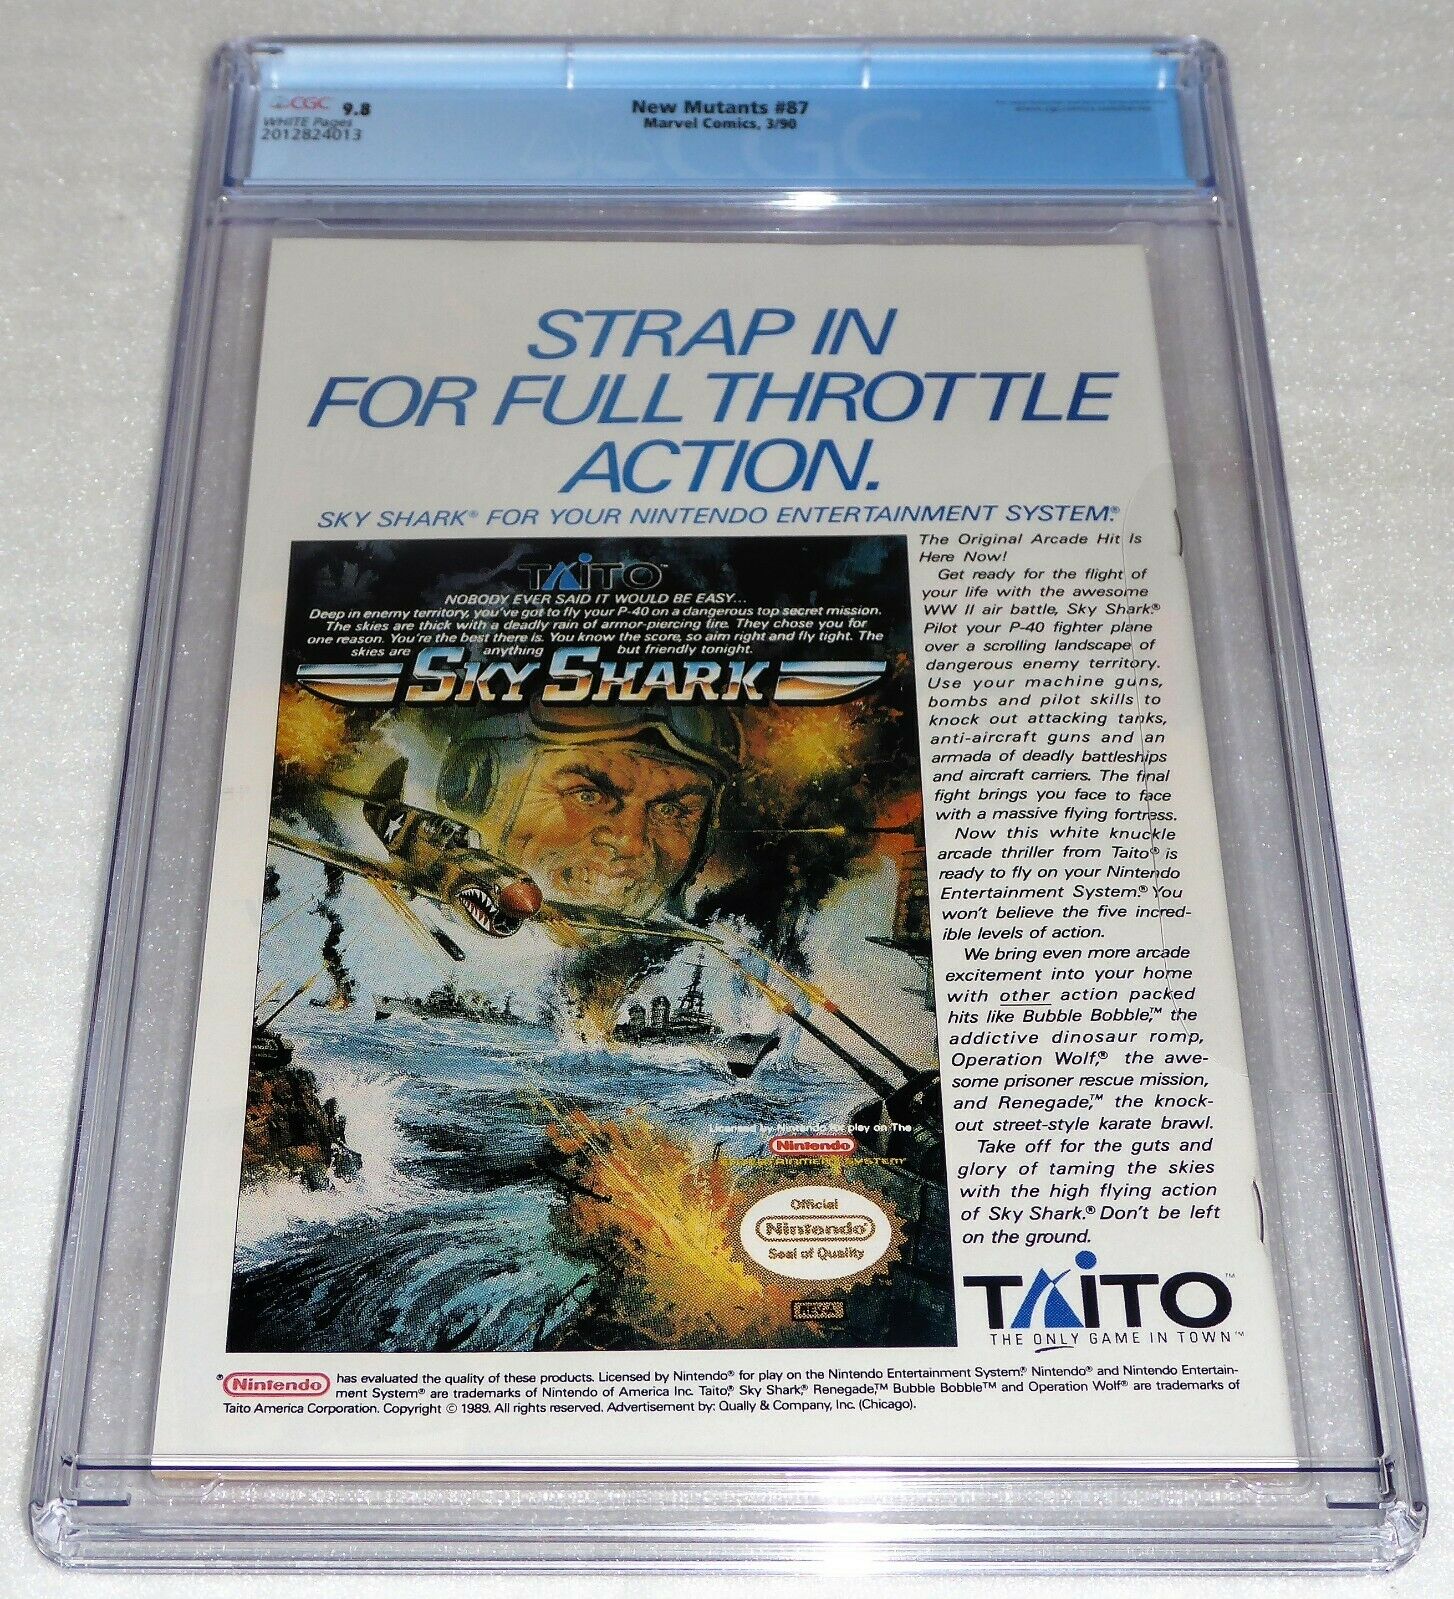 CGC 9.8
WHITE Pages
2012824013
New Mutants #87
Marvel Comics, 3/90
CGC
STRAP IN
FOR FULL THROTTLE
ACTION.
SKY SHARK® FOR YOUR NINTENDO ENTERTAINMENT SYSTEM.®
TAITO™
NOBODY EVER SAID IT WOULD BE EASY...
Deep in enemy territory, you've got to fly your P-40 on a dangerous top secret mission.
The skies are thick with a deadly rain of armor-piercing fire. They chose you for
one reason. You're the best there is. You know the score, so aim right and fly tight. The
skies are anything but friendly tonight.
SKY SHARK
Licensed by Nintendo for play on The
Nintendo
ENTERTAINMENT SYSTEM®
Official
Nintendo®
Seal of Quality
The Original Arcade Hit Is
Here Now!
Get ready for the flight of
your life with the awesome
WW II air battle, Sky Shark.®
Pilot your P-40 fighter plane
over a scrolling landscape of
dangerous enemy territory.
Use your machine guns,
bombs and pilot skills to
knock out attacking tanks,
anti-aircraft guns and an
armada of deadly battleships
and aircraft carriers. The final
fight brings you face to face
with a massive flying fortress.
Now this white knuckle
arcade thriller from Taito® is
ready to fly on your Nintendo
Entertainment System.® You
won't believe the five incred-
ible levels of action.
We bring even more arcade
excitement into your home
with other action packed
hits like Bubble Bobble,™ the
addictive dinosaur romp,
Operation Wolf,® the awe-
some prisoner rescue mission,
and Renegade,™ the knock-
out street-style karate brawl.
Take off for the guts and
glory of taming the skies
with the high flying action
of Sky Shark.® Don't be left
on the ground.
TAITO™
THE ONLY GAME IN TOWN™
Nintendo® has evaluated the quality of these products. Licensed by Nintendo® for play on the Nintendo Entertainment System.® Nintendo® and Nintendo Entertain-
ment System® are trademarks of Nintendo of America Inc. Taito,® Sky Shark,® Renegade,™ Bubble Bobble™ and Operation Wolf® are trademarks of
Taito America Corporation. Copyright © 1989. All rights reserved. Advertisement by: Qually & Company, Inc. (Chicago).